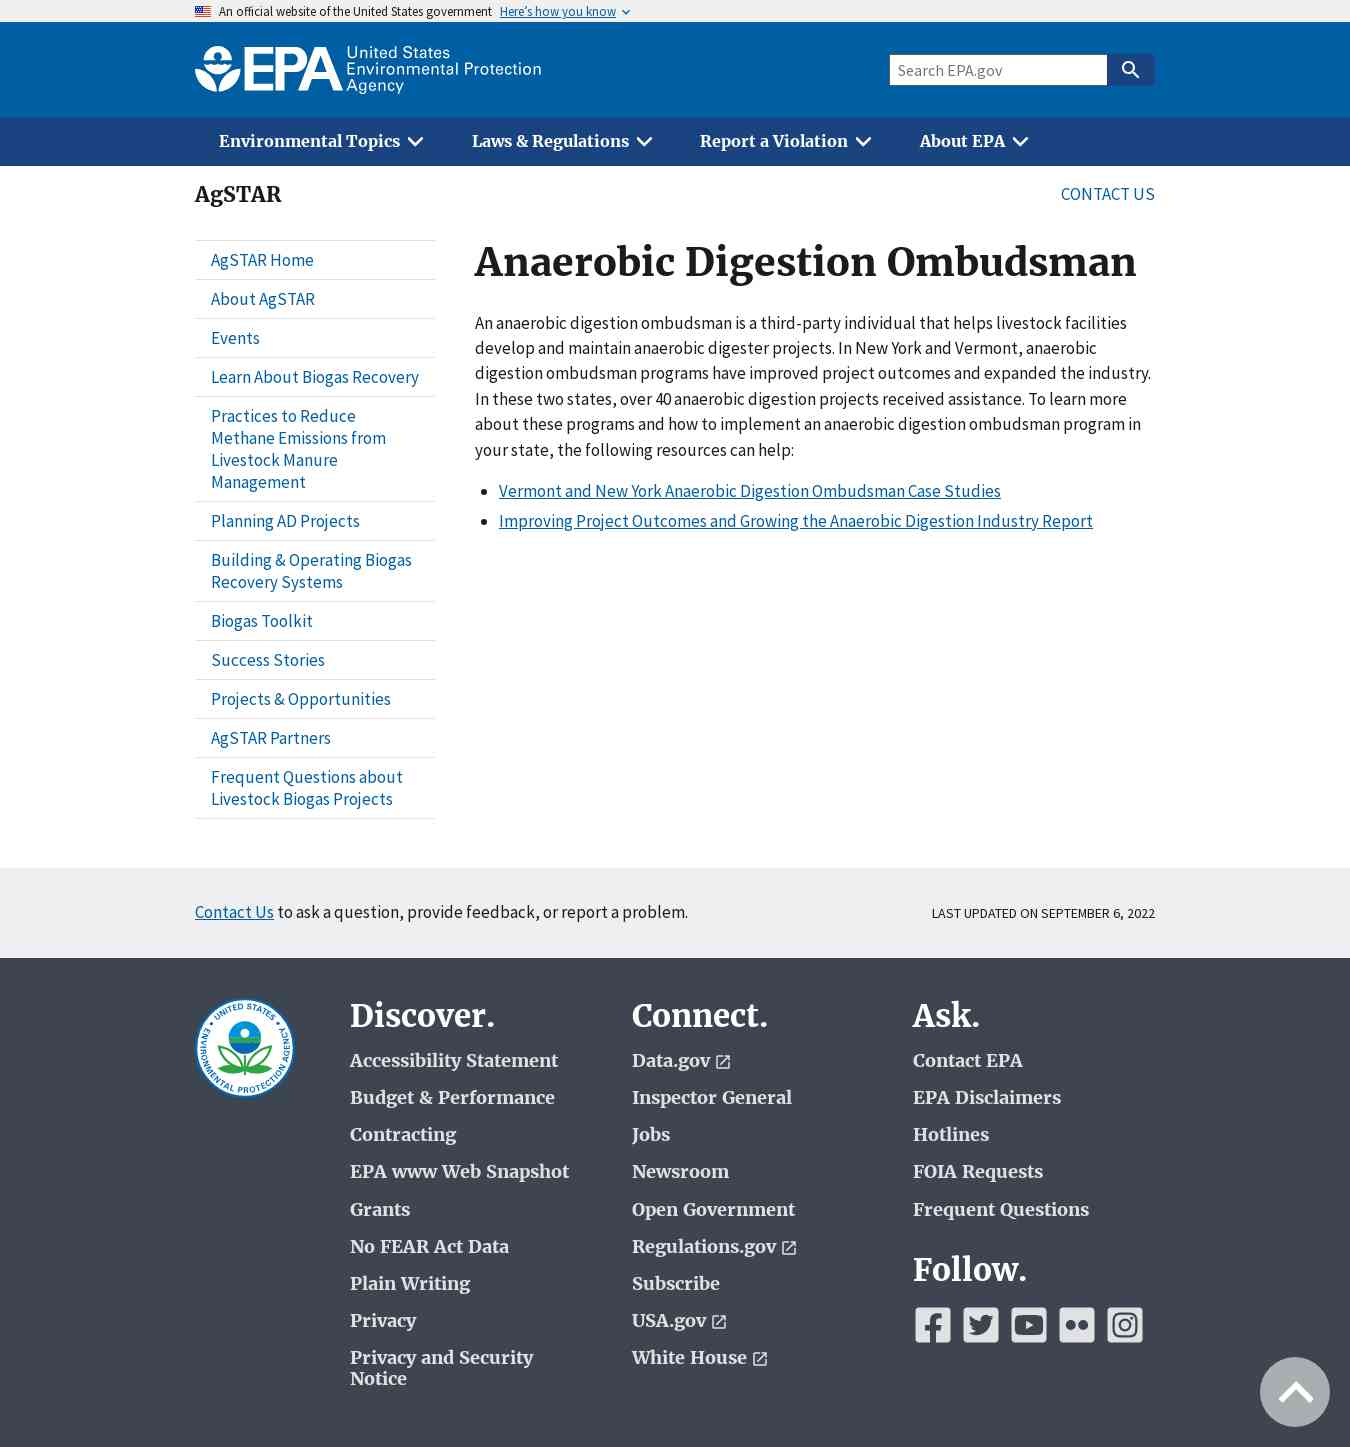 An official website of the United States government Here's how you know
EPA United States
Environmental Protection
Agency
Search EPA.gov
Environmental Topics
Laws & Regulations
Report a Violation
About EPA
AgSTAR
CONTACT US
AgSTAR Home
About AgSTAR
Events
Learn About Biogas Recovery
Practices to Reduce
Methane Emissions from
Livestock Manure
Management
Planning AD Projects
Building & Operating Biogas
Recovery Systems
Biogas Toolkit
Success Stories
Projects & Opportunities
AgSTAR Partners
Frequent Questions about
Livestock Biogas Projects
Anaerobic Digestion Ombudsman
An anaerobic digestion ombudsman is a third-party individual that helps livestock facilities
develop and maintain anaerobic digester projects. In New York and Vermont, anaerobic
digestion ombudsman programs have improved project outcomes and expanded the industry.
In these two states, over 40 anaerobic digestion projects received assistance. To learn more
about these programs and how to implement an anaerobic digestion ombudsman program in
your state, the following resources can help:
Vermont and New York Anaerobic Digestion Ombudsman Case Studies
Improving Project Outcomes and Growing the Anaerobic Digestion Industry Report
Contact Us to ask a question, provide feedback, or report a problem.
LAST UPDATED ON SEPTEMBER 6, 2022
UNITED STATES
ENVIRONMENTAL PROTECTION AGENCY
Discover.
Accessibility Statement
Budget & Performance
Contracting
EPA www Web Snapshot
Grants
No FEAR Act Data
Plain Writing
Privacy
Privacy and Security
Notice
Connect.
Data.gov
Inspector General
Jobs
Newsroom
Open Government
Regulations.gov
Subscribe
USA.gov
White House
Ask.
Contact EPA
EPA Disclaimers
Hotlines
FOIA Requests
Frequent Questions
Follow.